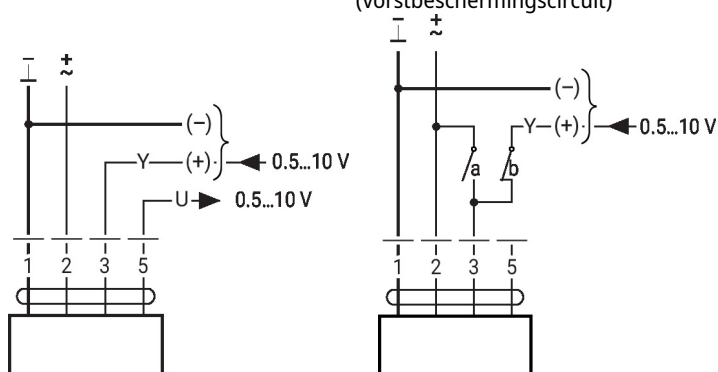 (vorstbeschermingscircuit)
− + ~
(−)
Y (+) 0.5...10 V
U 0.5...10 V
1 2 3 5
− + ~
(−)
Y (+) 0.5...10 V
a b
1 2 3 5